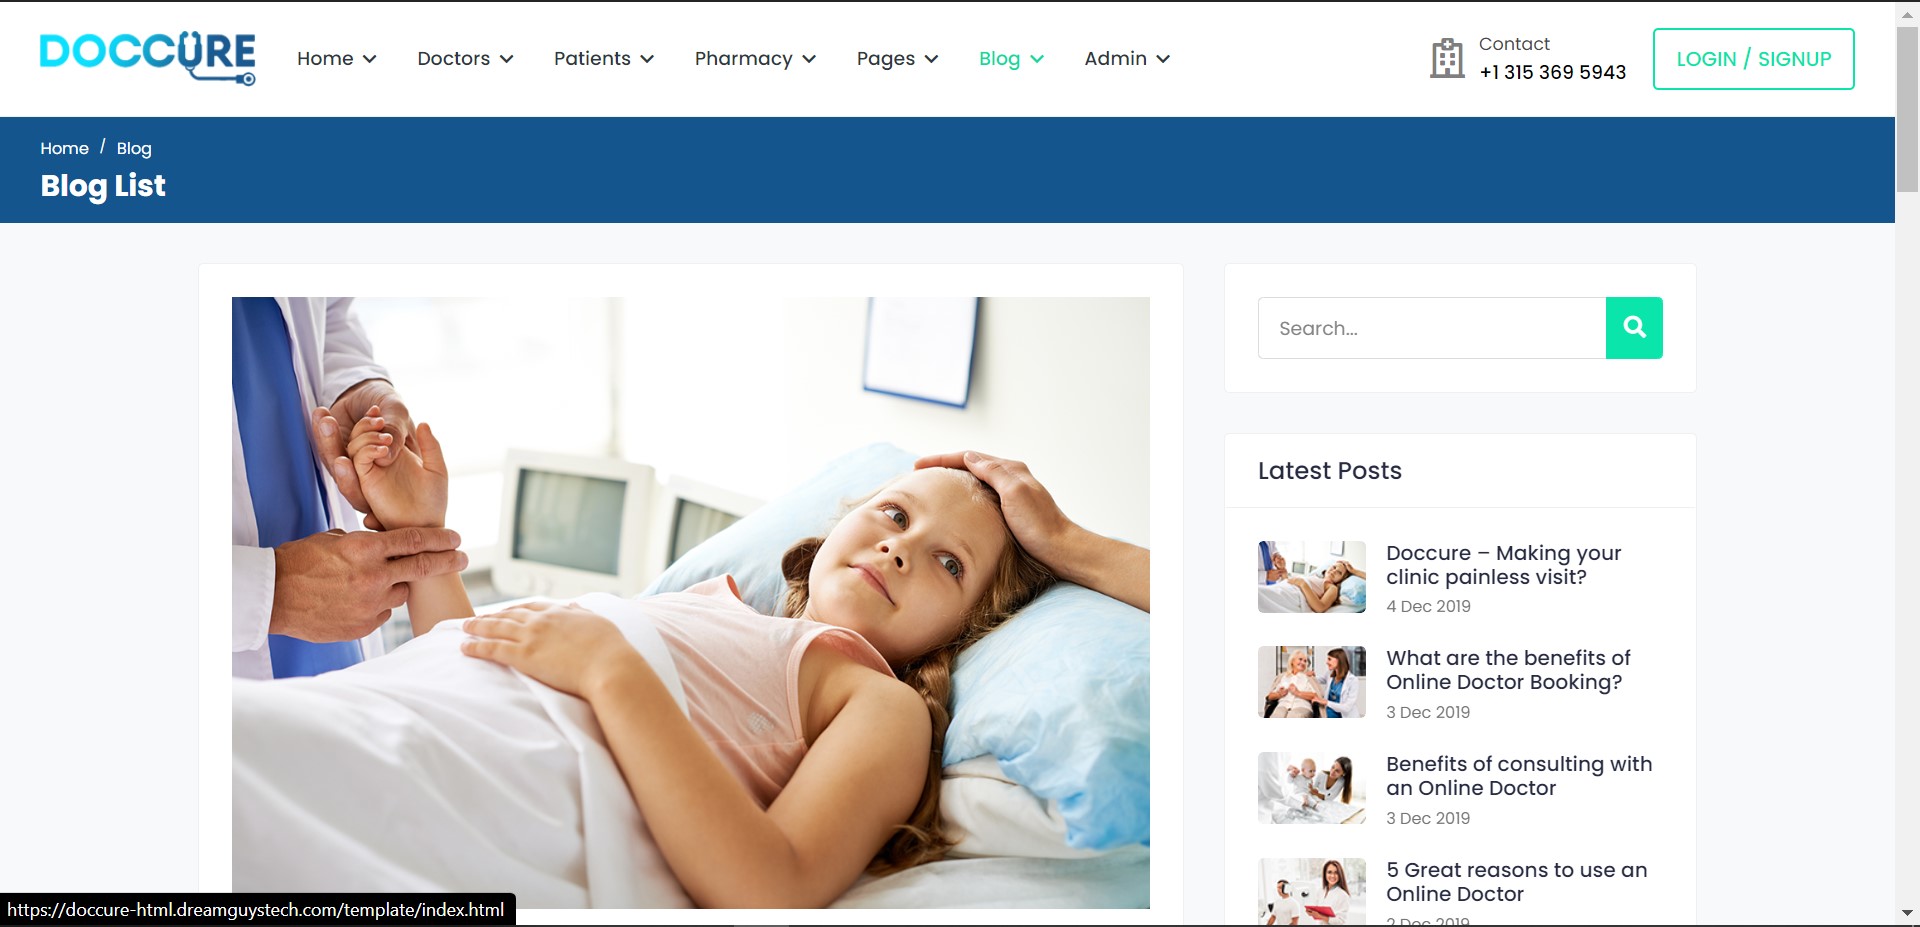 DOCCURE
Home
Doctors
Patients
Pharmacy
Pages
Blog
Admin
Contact
+1 315 369 5943
LOGIN / SIGNUP
Home / Blog
Blog List
Search...
Latest Posts
Doccure – Making your
clinic painless visit?
4 Dec 2019
What are the benefits of
Online Doctor Booking?
3 Dec 2019
Benefits of consulting with
an Online Doctor
3 Dec 2019
5 Great reasons to use an
Online Doctor
2 Dec 2019
https://doccure-html.dreamguystech.com/template/index.html